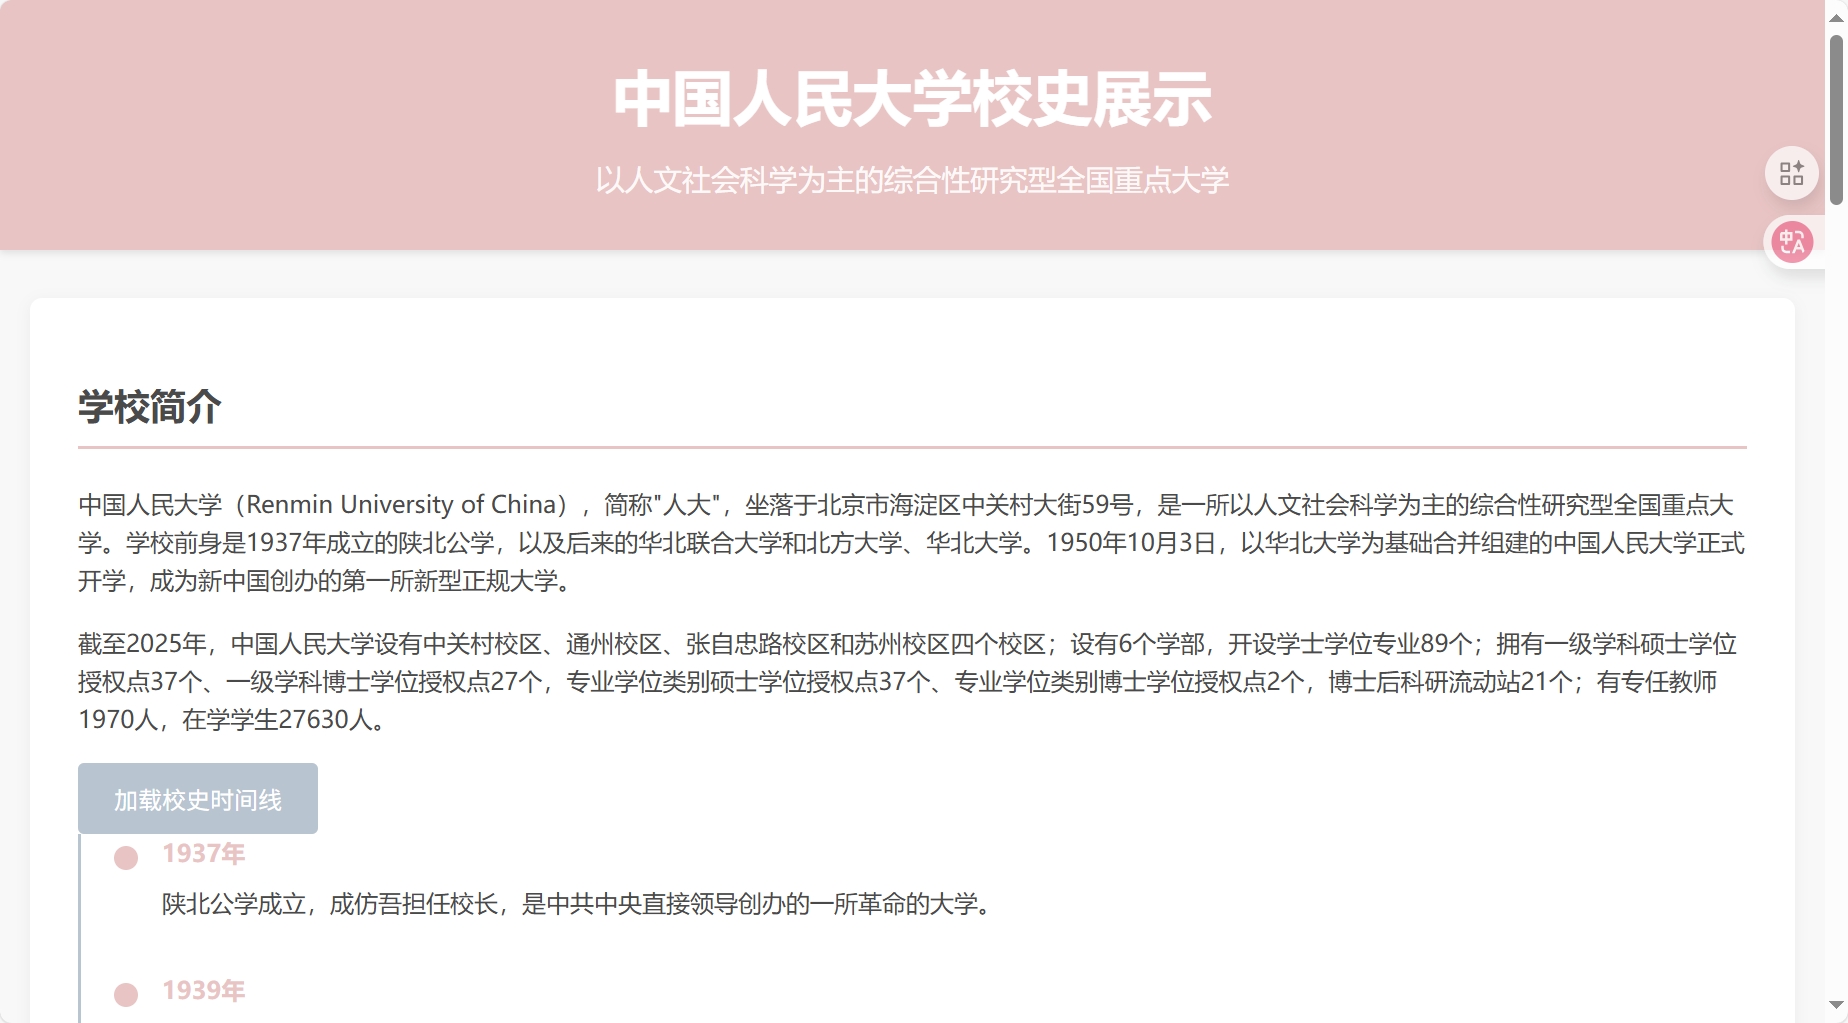 中国人民大学校史展示
以人文社会科学为主的综合性研究型全国重点大学
中A
学校简介
中国人民大学（Renmin University of China），简称"人大"，坐落于北京市海淀区中关村大街59号，是一所以人文社会科学为主的综合性研究型全国重点大
学。学校前身是1937年成立的陕北公学，以及后来的华北联合大学和北方大学、华北大学。1950年10月3日，以华北大学为基础合并组建的中国人民大学正式
开学，成为新中国创办的第一所新型正规大学。
截至2025年，中国人民大学设有中关村校区、通州校区、张自忠路校区和苏州校区四个校区；设有6个学部，开设学士学位专业89个；拥有一级学科硕士学位
授权点37个、一级学科博士学位授权点27个，专业学位类别硕士学位授权点37个、专业学位类别博士学位授权点2个，博士后科研流动站21个；有专任教师
1970人，在学学生27630人。
加载校史时间线
1937年
陕北公学成立，成仿吾担任校长，是中共中央直接领导创办的一所革命的大学。
1939年